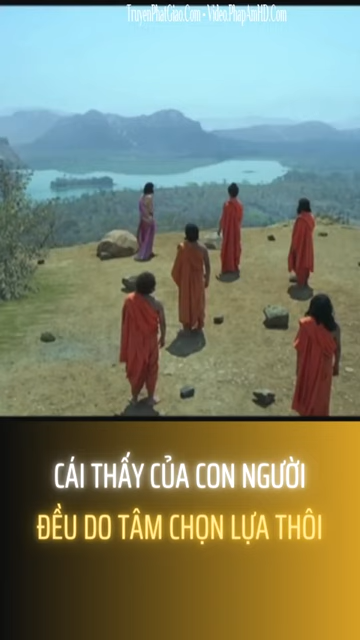 TruyenPhatGiao.Com - Video.PhapAmHD.Com
CÁI THẤY CỦA CON NGƯỜI
ĐỀU DO TÂM CHỌN LỰA THÔI